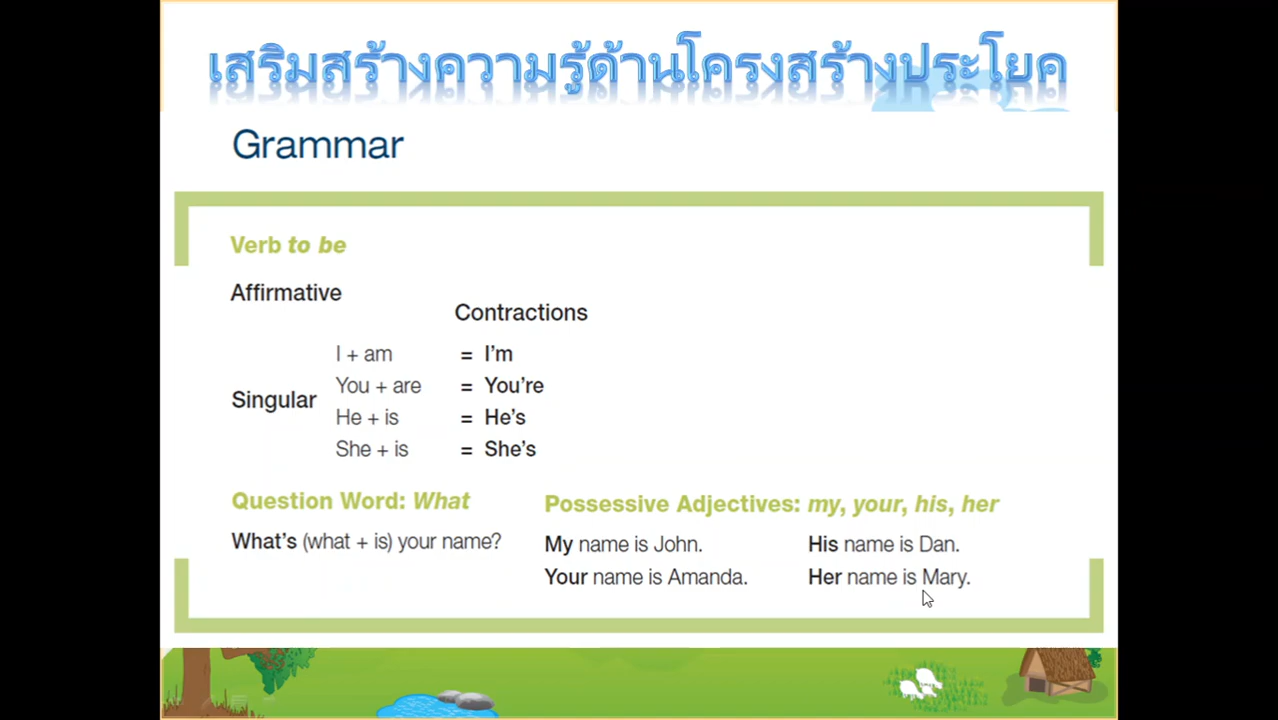 เสริมสร้างความรู้ด้านโครงสร้างประโยค
Grammar
Verb to be
Affirmative
Contractions
Singular
I + am = I'm
You + are = You're
He + is = He's
She + is = She's
Question Word: What
What's (what + is) your name?
Possessive Adjectives: my, your, his, her
My name is John.
Your name is Amanda.
His name is Dan.
Her name is Mary.